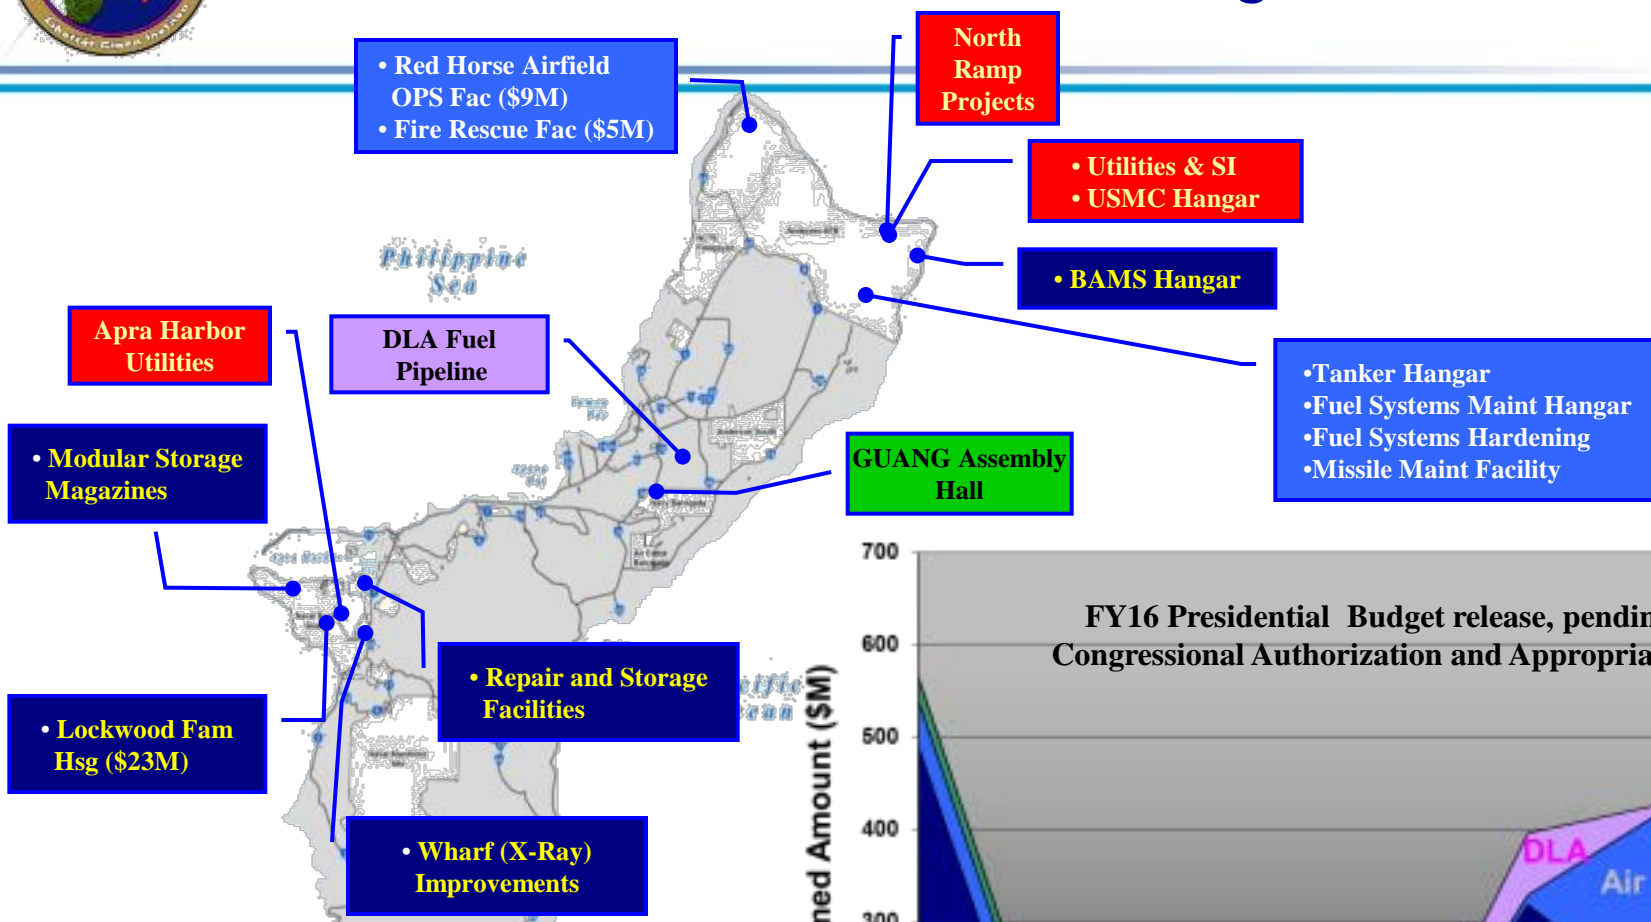 • Red Horse Airfield
OPS Fac ($9M)
• Fire Rescue Fac ($5M)
North
Ramp
Projects
• Utilities & SI
• USMC Hangar
Philippine
Sea
• BAMS Hangar
Apra Harbor
Utilities
DLA Fuel
Pipeline
•Tanker Hangar
•Fuel Systems Maint Hangar
•Fuel Systems Hardening
•Missile Maint Facility
• Modular Storage
Magazines
GUANG Assembly
Hall
• Repair and Storage
Facilities
• Lockwood Fam
Hsg ($23M)
• Wharf (X-Ray)
Improvements
FY16 Presidential Budget release, pendin
Congressional Authorization and Appropria
ned Amount ($M)
700
600
500
400
300
DLA
Air